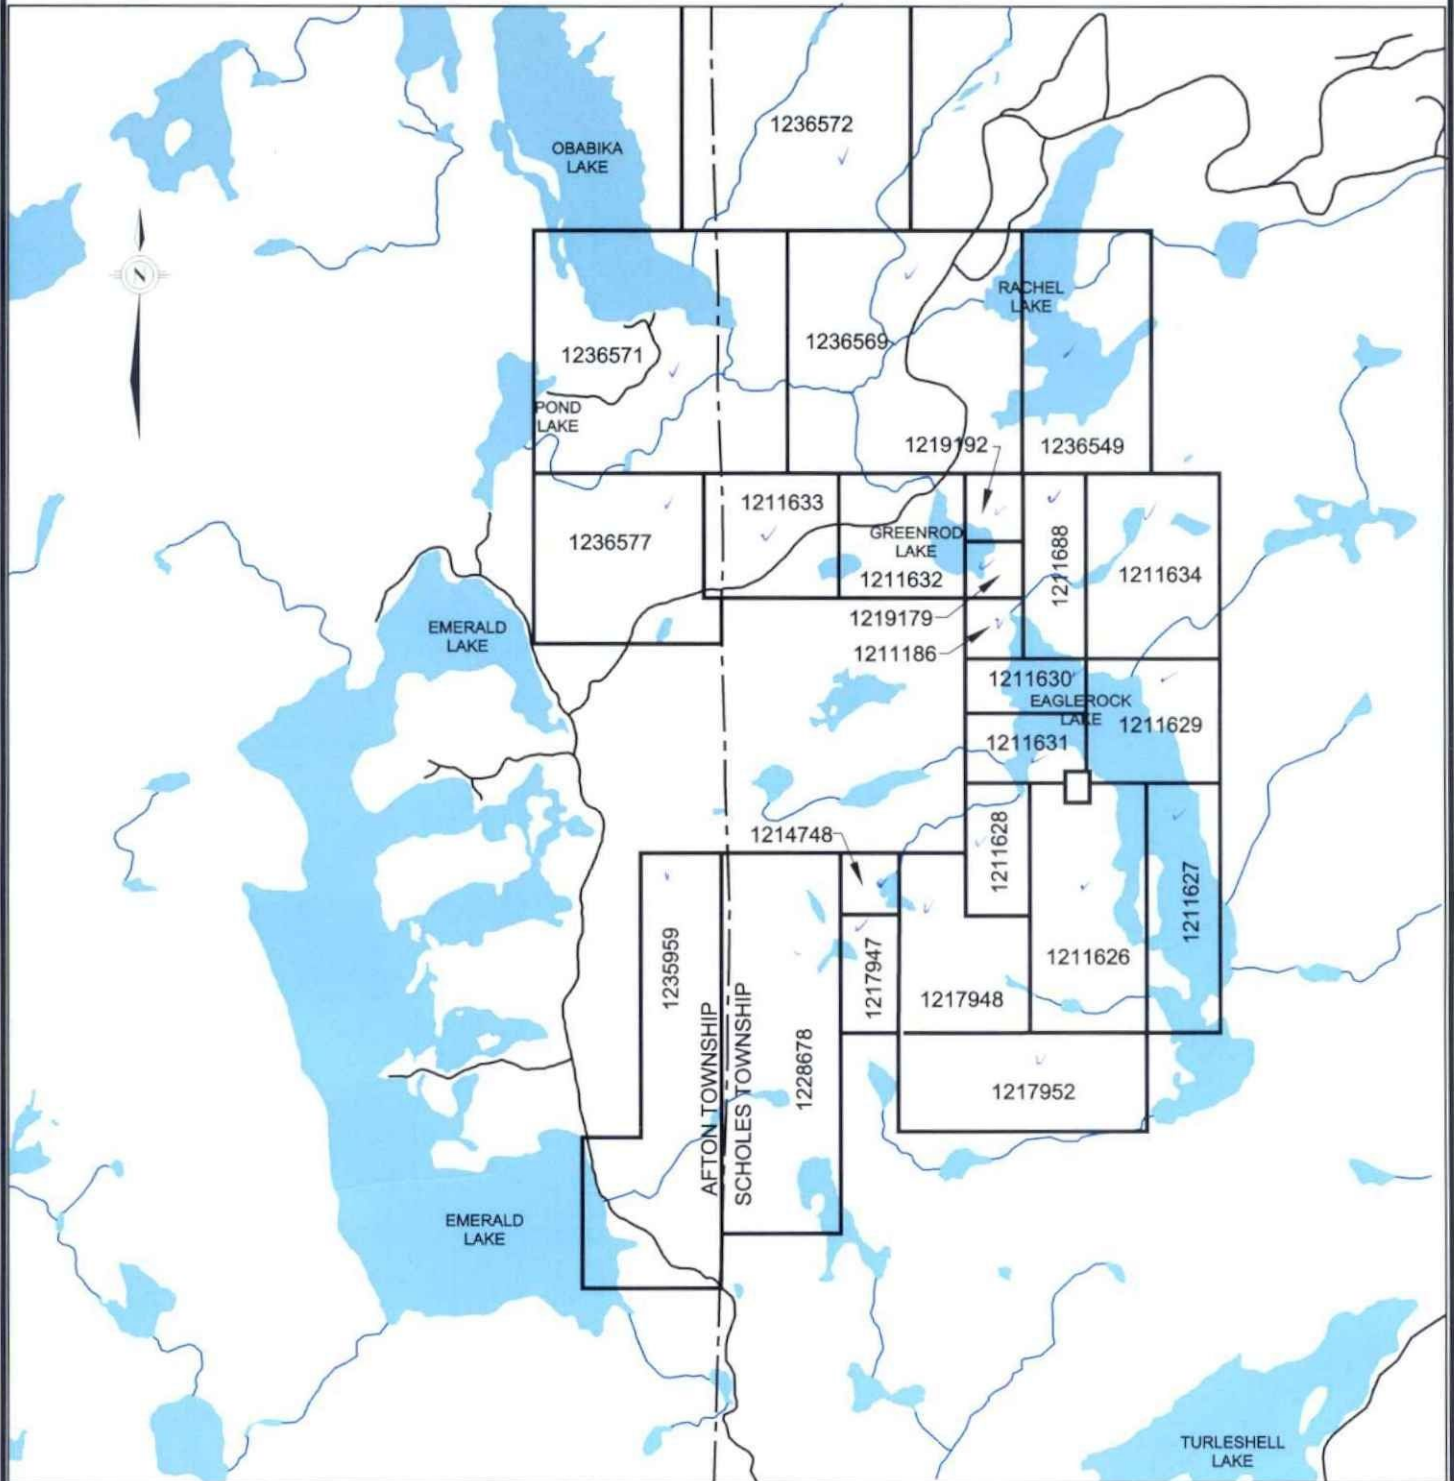 1236572
OBABIKA
LAKE
N
RACHEL
LAKE
1236569
1236571
POND
LAKE
1219192
1236549
1211633
1236577
GREENROD
LAKE
1211632
1211688
1211634
1219179
EMERALD
LAKE
1211186
1211630
EAGLEROCK
LAKE
1211629
1211631
1214748
1211628
1211627
1235959
1217947
1211626
1217948
AFTON TOWNSHIP
SCHOLES TOWNSHIP
1228678
1217952
EMERALD
LAKE
TURLESHELL
LAKE